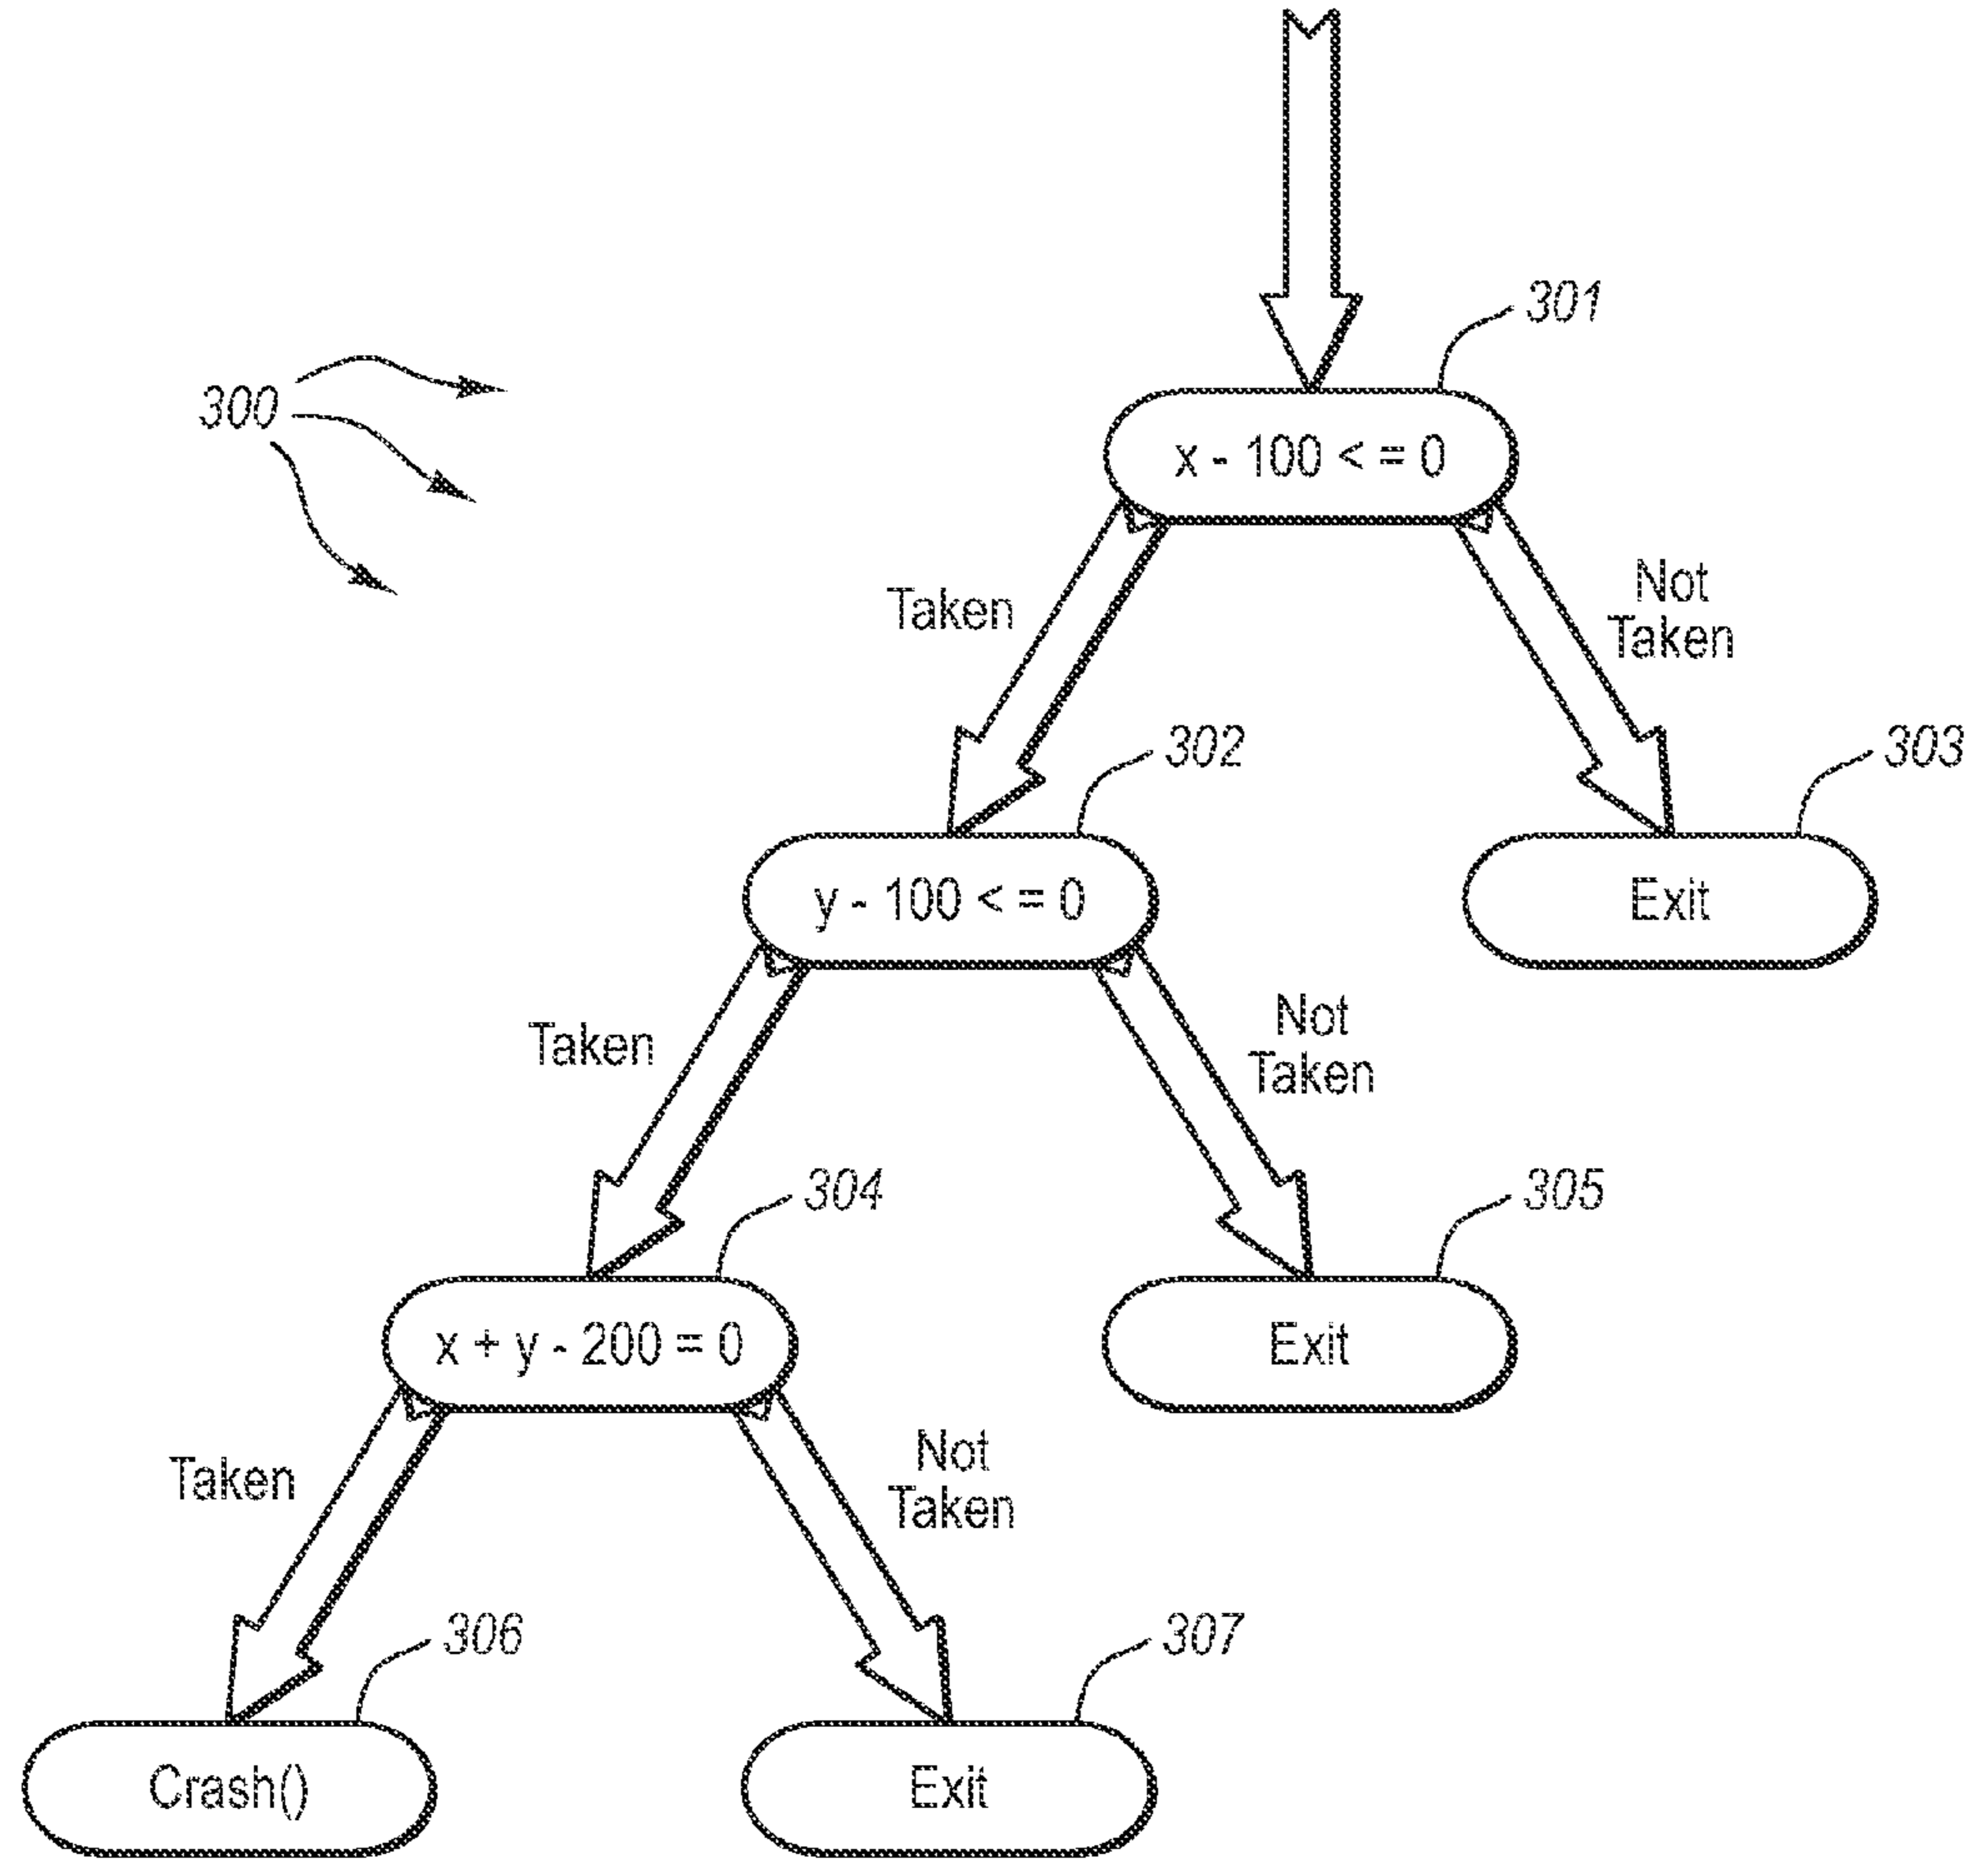 301
300
x - 100 < = 0
Taken
Not
Taken
302
303
y - 100 < = 0
Exit
Taken
Not
Taken
304
305
x + y - 200 = 0
Exit
Taken
Not
Taken
306
307
Crash()
Exit